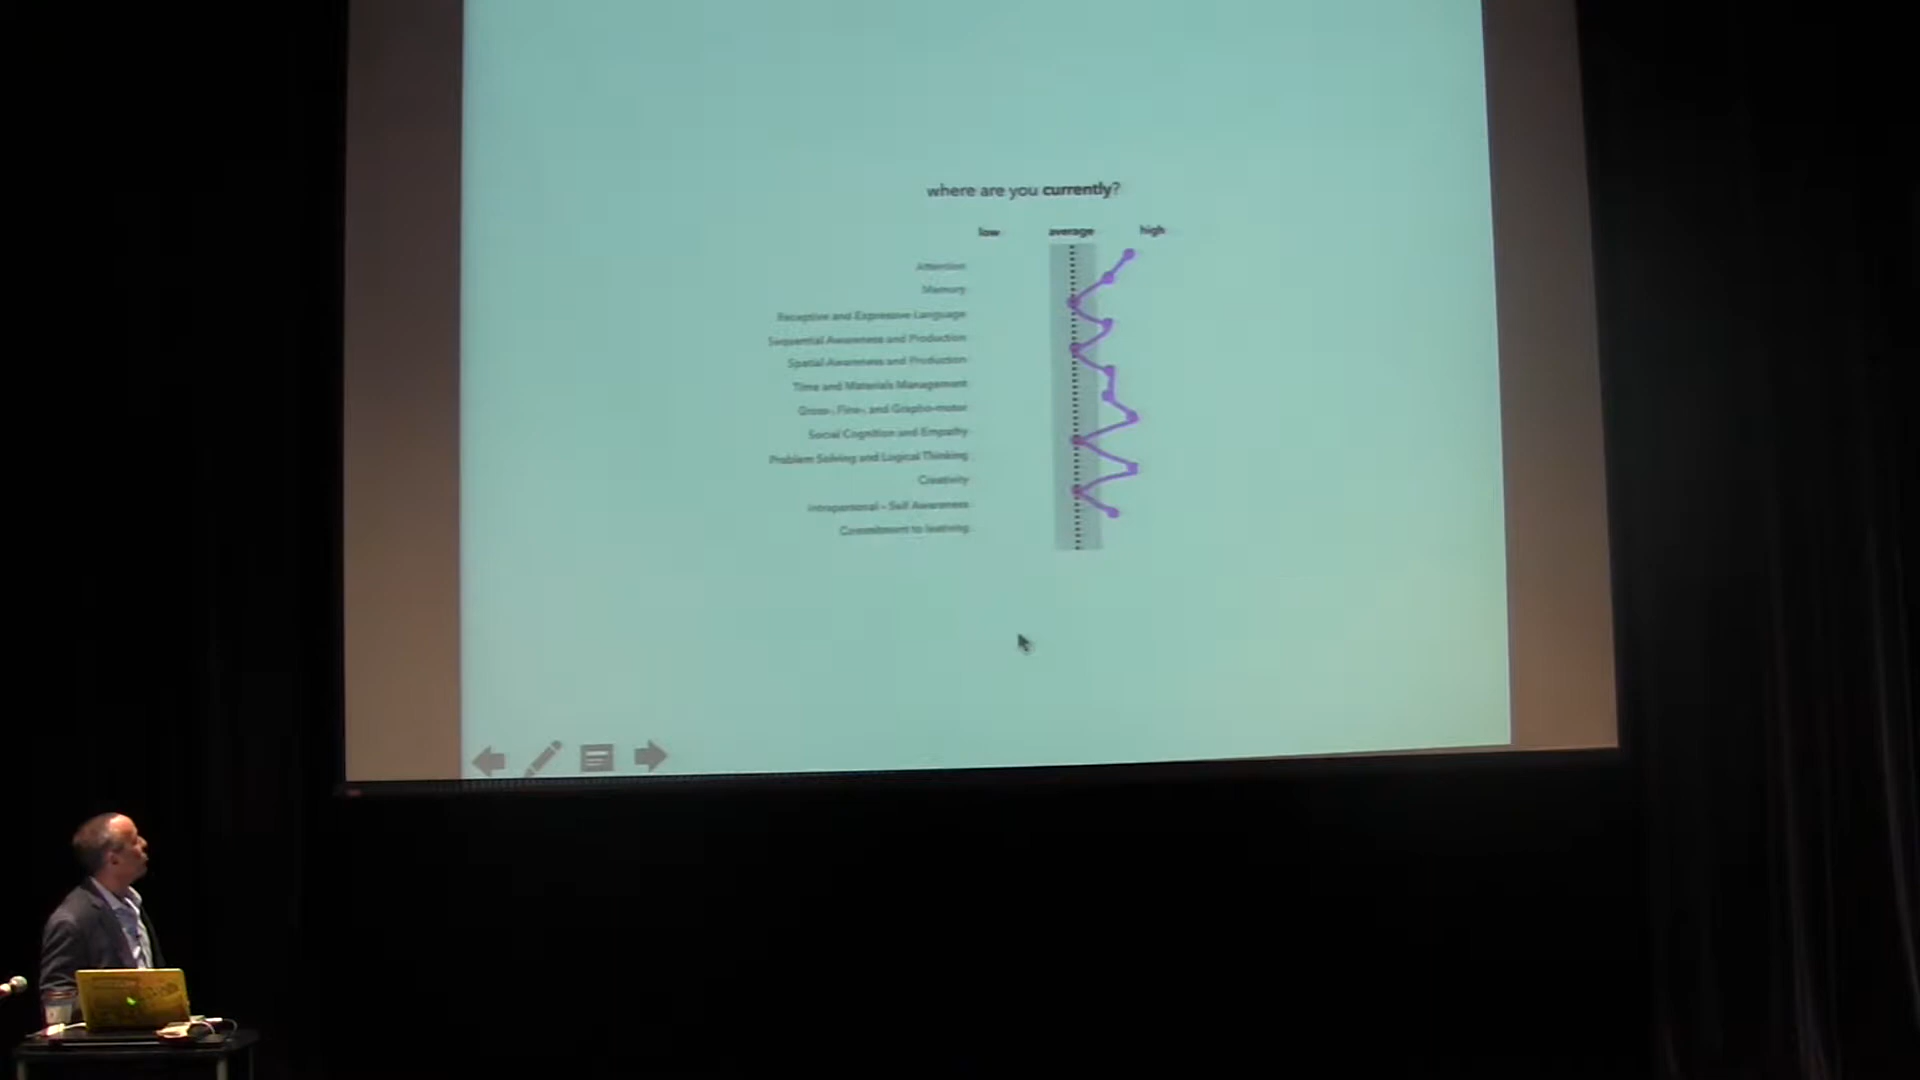 where are you currently?
low average high
Attention
Memory
Receptive and Expressive Language
Sequential Awareness and Production
Spatial Awareness and Production
Time and Materials Management
Gross-, Fine-, and Grapho-motor
Social Cognition and Empathy
Problem Solving and Logical Thinking
Creativity
Intrapersonal - Self Awareness
Commitment to learning